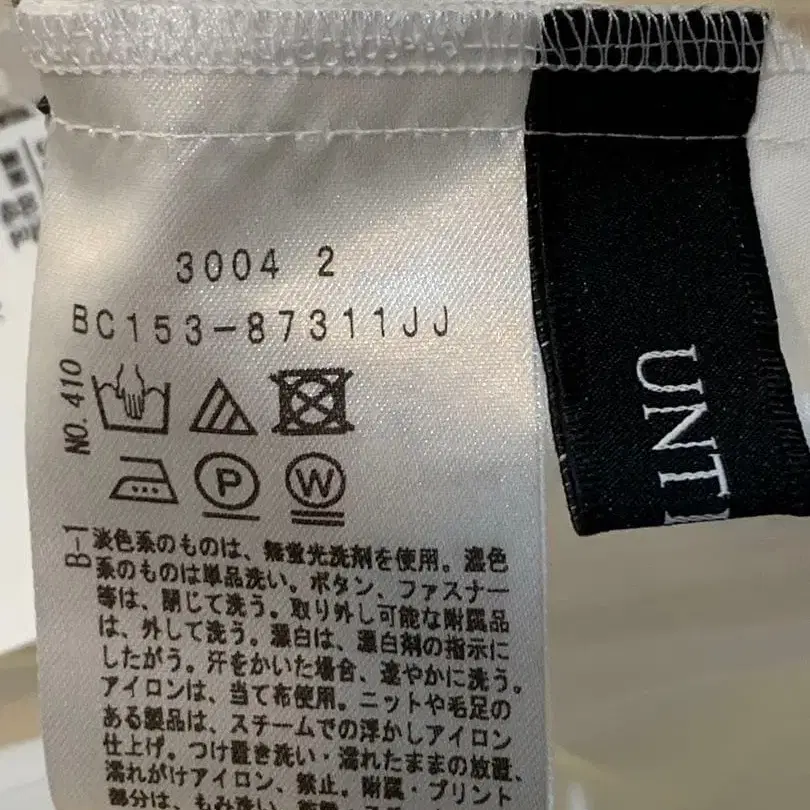 3004 2
BC153-87311JJ
NO. 410
P
W
B-1
淡色系のものは、無蛍光洗剤を使用。濃色
系のものは単品洗い。ボタン、ファスナー
等は、閉じて洗う。取り外し可能な附属品
は、外して洗う。漂白は、漂白剤の指示に
したがう。汗をかいた場合、速やかに洗う。
アイロンは、当て布使用。ニットや毛足の
ある製品は、スチームでの浮かしアイロン
仕上げ。つけ置き洗い・濡れたままの放置、
濡れがけアイロン、禁止。附属・プリント
部分は、もみ洗い、
UNT